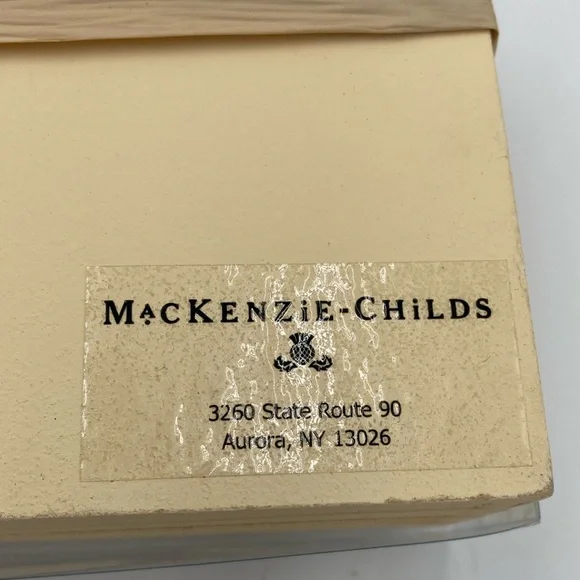 MacKENZiE-CHiLDS
3260 State Route 90
Aurora, NY 13026